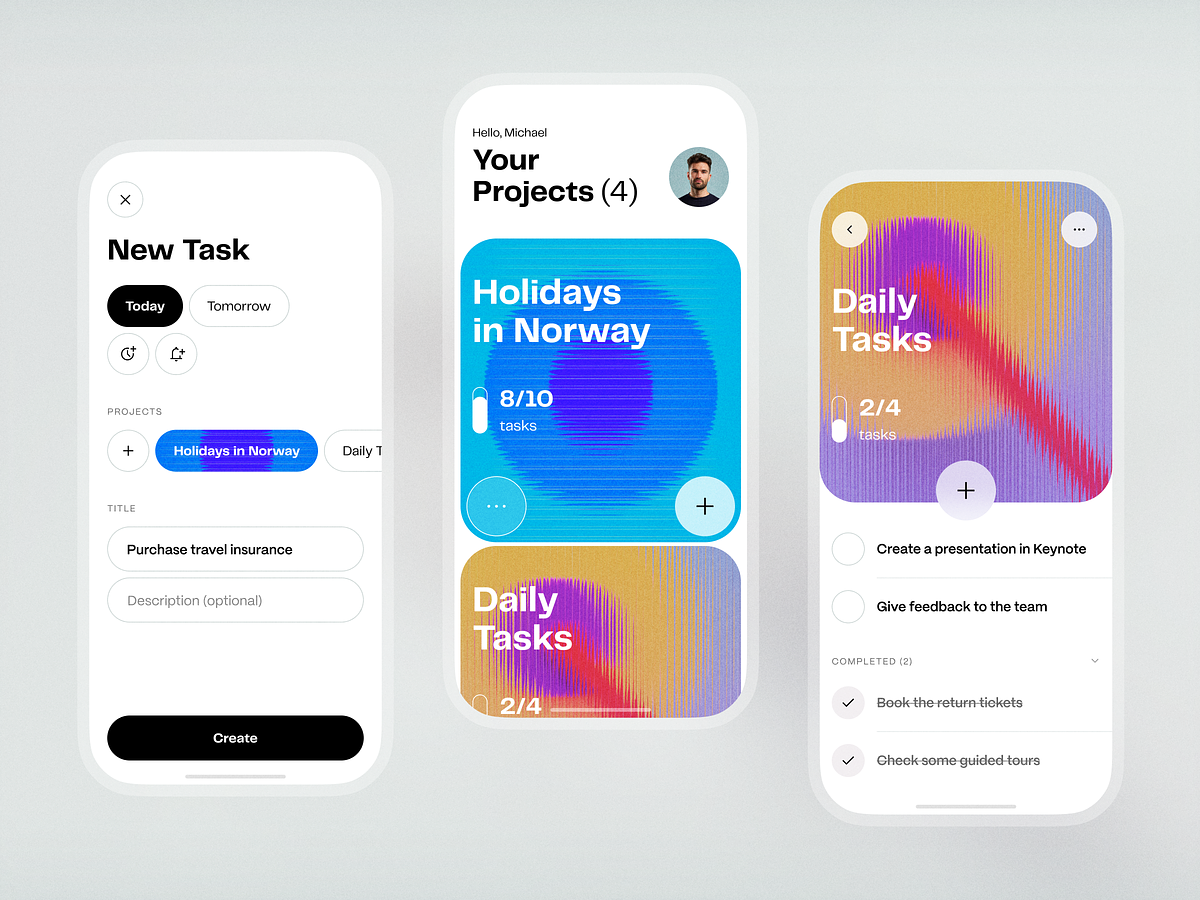 New Task
Today
Tomorrow
PROJECTS
Holidays in Norway
Daily T
TITLE
Purchase travel insurance
Description (optional)
Create
Hello, Michael
Your
Projects (4)
Holidays
in Norway
8/10
tasks
Daily
Tasks
2/4
Daily
Tasks
2/4
tasks
Create a presentation in Keynote
Give feedback to the team
COMPLETED (2)
Book the return tickets
Check some guided tours